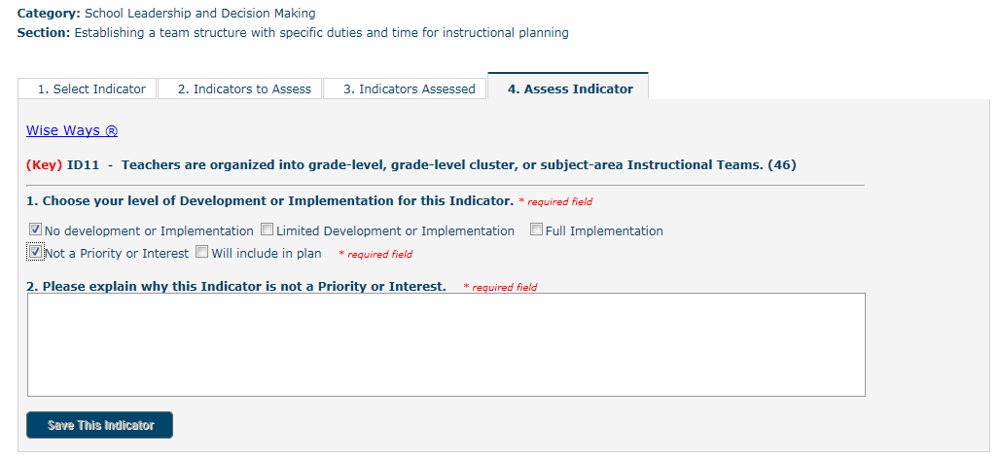 Category: School Leadership and Decision Making
Section: Establishing a team structure with specific duties and time for instructional planning
1. Select Indicator 2. Indicators to Assess 3. Indicators Assessed 4. Assess Indicator
Wise Ways ®
(Key) ID11 - Teachers are organized into grade-level, grade-level cluster, or subject-area Instructional Teams. (46)
1. Choose your level of Development or Implementation for this Indicator. * required field
No development or Implementation Limited Development or Implementation Full Implementation
Not a Priority or Interest Will include in plan * required field
2. Please explain why this Indicator is not a Priority or Interest. * required field
Save This Indicator